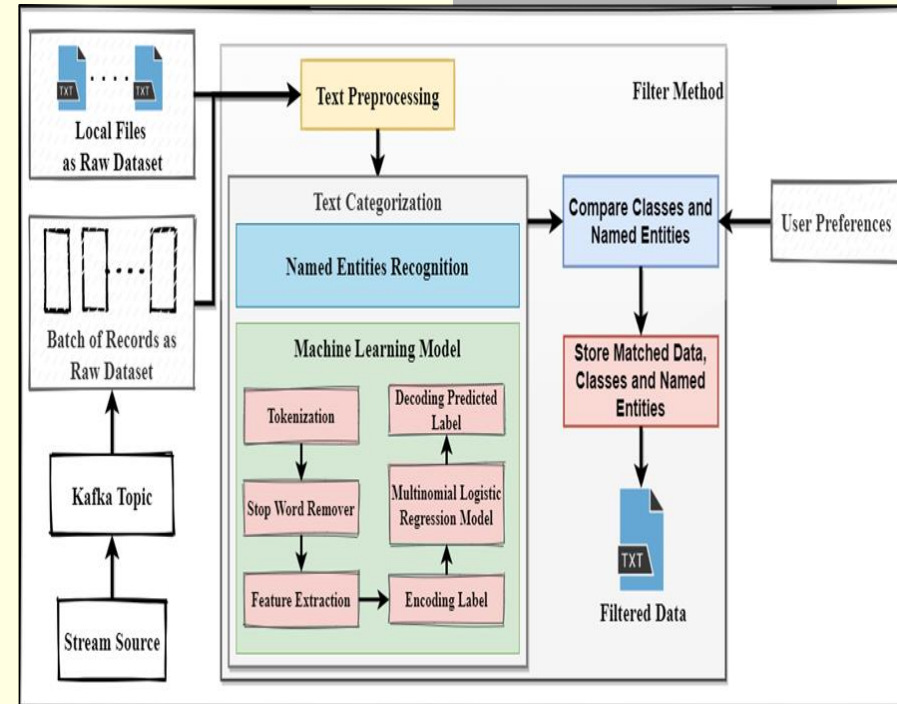 TXT
TXT
Local Files
as Raw Dataset
Text Preprocessing
Filter Method
Text Categorization
Named Entities Recognition
Compare Classes and
Named Entities
User Preferences
Batch of Records as
Raw Dataset
Machine Learning Model
Store Matched Data,
Classes and Named
Entities
Tokenization
Decoding Predicted
Label
Kafka Topic
Stop Word Remover
Multinomial Logistic
Regression Model
TXT
Feature Extraction
Encoding Label
Filtered Data
Stream Source